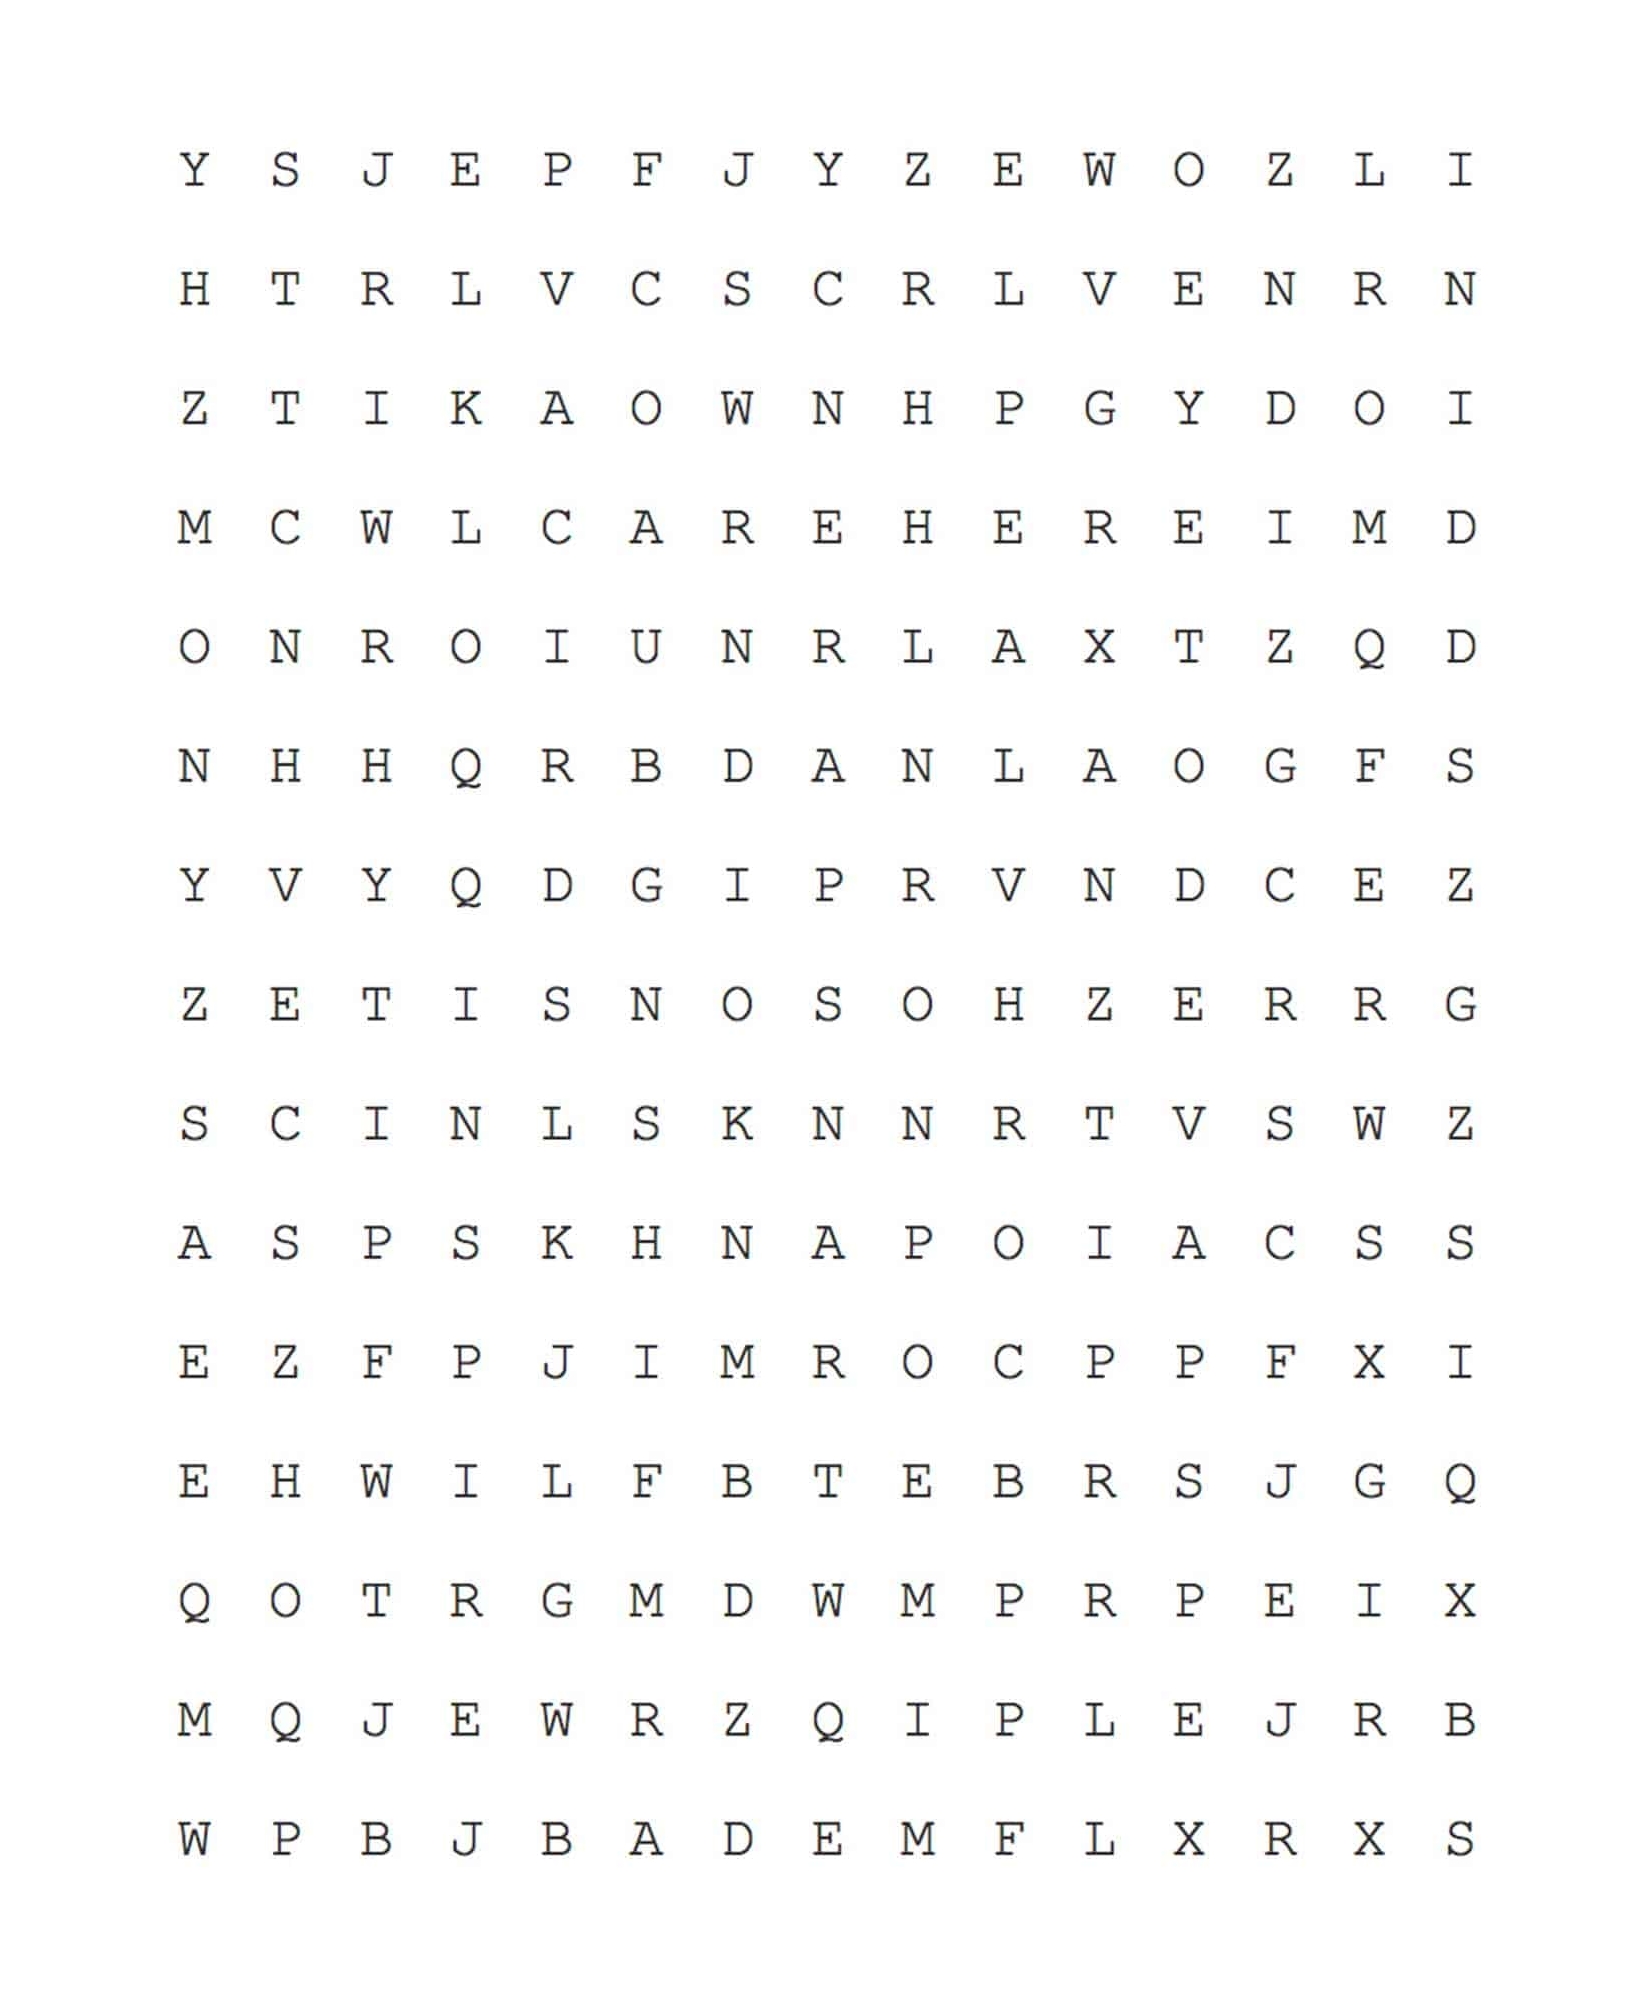 Y S J E P F J Y Z E W O Z L I
H T R L V C S C R L V E N R N
Z T I K A O W N H P G Y D O I
M C W L C A R E H E R E I M D
O N R O I U N R L A X T Z Q D
N H H Q R B D A N L A O G F S
Y V Y Q D G I P R V N D C E Z
Z E T I S N O S O H Z E R R G
S C I N L S K N N R T V S W Z
A S P S K H N A P O I A C S S
E Z F P J I M R O C P P F X I
E H W I L F B T E B R S J G Q
Q O T R G M D W M P R P E I X
M Q J E W R Z Q I P L E J R B
W P B J B A D E M F L X R X S